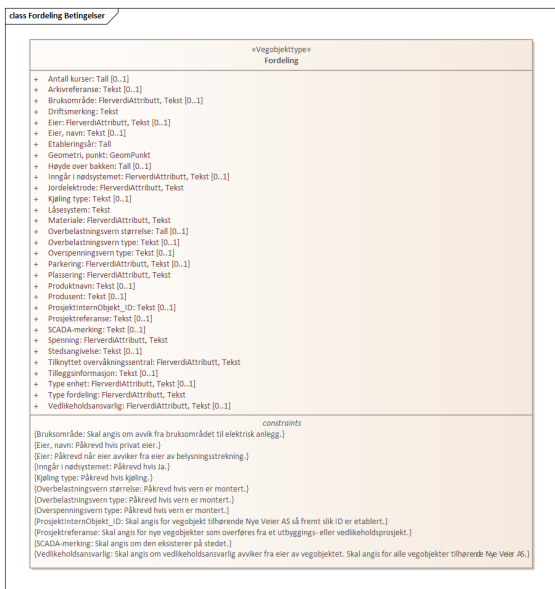 class Fordeling Betingelser
«Vegobjekttype»
Fordeling
+ Antall kurser: Tall [0..1]
+ Arkivreferanse: Tekst [0..1]
+ Bruksområde: FlerverdiAttributt, Tekst [0..1]
+ Driftsmerking: Tekst
+ Eier: FlerverdiAttributt, Tekst [0..1]
+ Eier, navn: Tekst [0..1]
+ Etableringsår: Tall
+ Geometri, punkt: GeomPunkt
+ Høyde over bakken: Tall [0..1]
+ Inngår i nødsystemet: FlerverdiAttributt, Tekst [0..1]
+ Jordelektrode: FlerverdiAttributt, Tekst
+ Kjøling type: Tekst [0..1]
+ Låsesystem: Tekst
+ Materiale: FlerverdiAttributt, Tekst
+ Overbelastningsvern størrelse: Tall [0..1]
+ Overbelastningsvern type: Tekst [0..1]
+ Overspenningsvern type: Tekst [0..1]
+ Parkering: FlerverdiAttributt, Tekst [0..1]
+ Plassering: FlerverdiAttributt, Tekst
+ Produktnavn: Tekst [0..1]
+ Produsent: Tekst [0..1]
+ ProsjektInternObjekt_ID: Tekst [0..1]
+ Prosjektreferanse: Tekst [0..1]
+ SCADA-merking: Tekst [0..1]
+ Spenning: FlerverdiAttributt, Tekst
+ Stedsangivelse: Tekst [0..1]
+ Tilknyttet overvåkningssentral: FlerverdiAttributt, Tekst
+ Tilleggsinformasjon: Tekst [0..1]
+ Type enhet: FlerverdiAttributt, Tekst [0..1]
+ Type fordeling: FlerverdiAttributt, Tekst
+ Vedlikeholdsansvarlig: FlerverdiAttributt, Tekst [0..1]
constraints
{Bruksområde: Skal angis om avvik fra bruksområdet til elektrisk anlegg.}
{Eier, navn: Påkrevd hvis privat eier.}
{Eier: Påkrevd når eier avviker fra eier av belysningsstrekning.}
{Inngår i nødsystemet: Påkrevd hvis Ja.}
{Kjøling type: Påkrevd hvis kjøling.}
{Overbelastningsvern størrelse: Påkrevd hvis vern er montert.}
{Overbelastningsvern type: Påkrevd hvis vern er montert.}
{Overspenningsvern type: Påkrevd hvis vern er montert.}
{ProsjektInternObjekt_ID: Skal angis for vegobjekt tilhørende Nye Veier AS så fremt slik ID er etablert.}
{Prosjektreferanse: Skal angis for nye vegobjekter som overføres fra et utbyggings- eller vedlikeholdsprosjekt.}
{SCADA-merking: Skal angis om den eksisterer på stedet.}
{Vedlikeholdsansvarlig: Skal angis om vedlikeholdsansvarlig avviker fra eier av vegobjektet. Skal angis for alle vegobjekter tilhørende Nye Veier AS.}